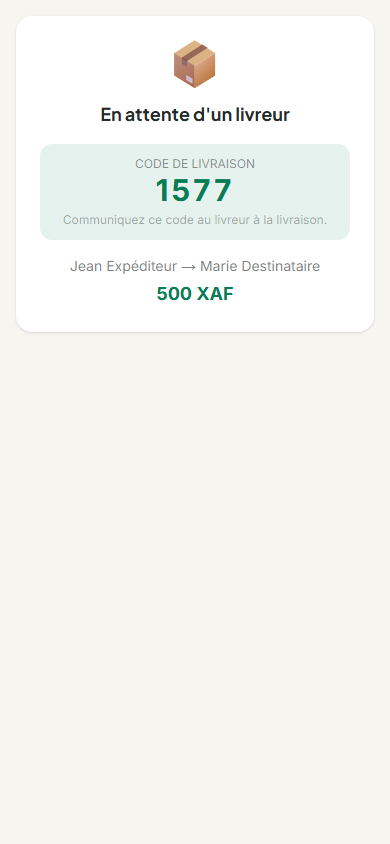 En attente d'un livreur
CODE DE LIVRAISON
1577
Communiquez ce code au livreur à la livraison.
Jean Expéditeur → Marie Destinataire
500 XAF